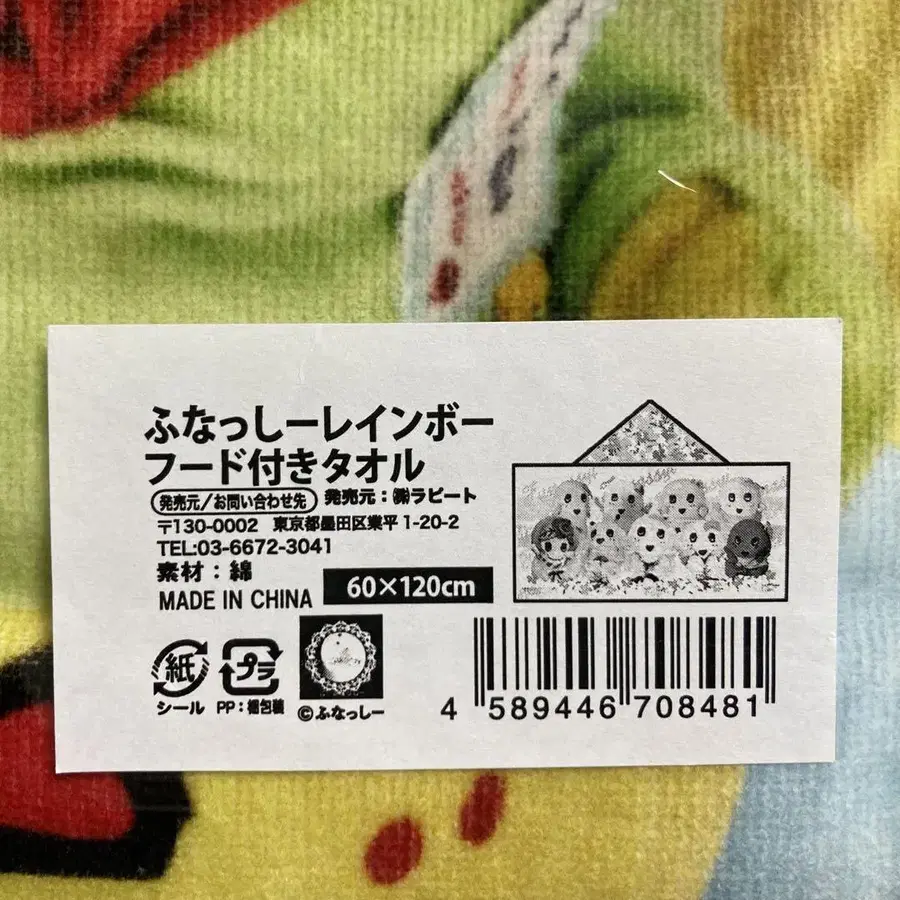 ふなっしーレインボー
フード付きタオル
発売元/お問い合わせ先 発売元:㈱ラピート
〒130-0002 東京都墨田区業平1-20-2
TEL:03-6672-3041
素材:綿
60×120cm
MADE IN CHINA
紙
シール
プラ
PP:梱包袋
©ふなっしー
4 589446 708481